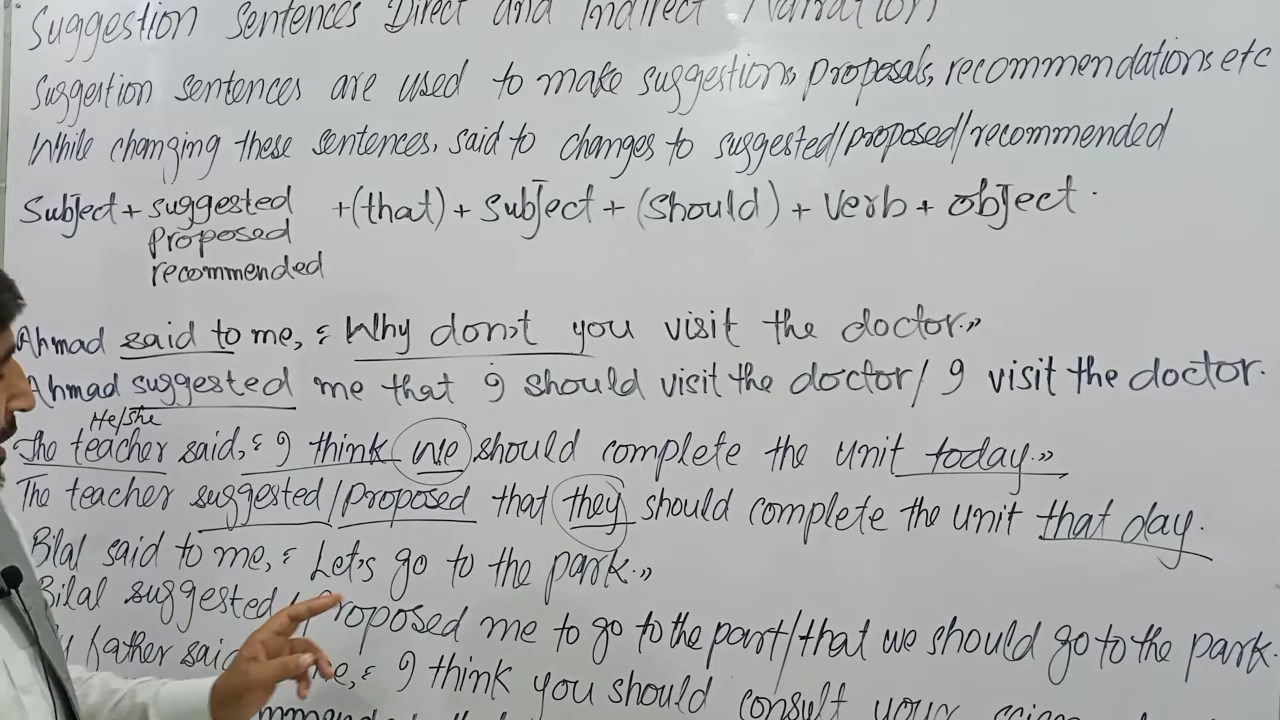 Suggestion Sentences Direct and Indirect Narration
Suggestion sentences are used to make suggestions, proposals, recommendations etc
While changing these sentences, said to changes to suggested/proposed/recommended
Subject + suggested +(that) + subject + (should) + verb + object.
proposed
recommended
Ahmad said to me, "Why don't you visit the doctor."
Ahmad suggested me that I should visit the doctor/ I visit the doctor.
He/She
The teacher said, "I think we should complete the unit today."
The teacher suggested/proposed that they should complete the unit that day.
Bilal said to me, "Let's go to the park."
Bilal suggested/proposed me to go to the part/that we should go to the park.
father said me, "I think you should consult your